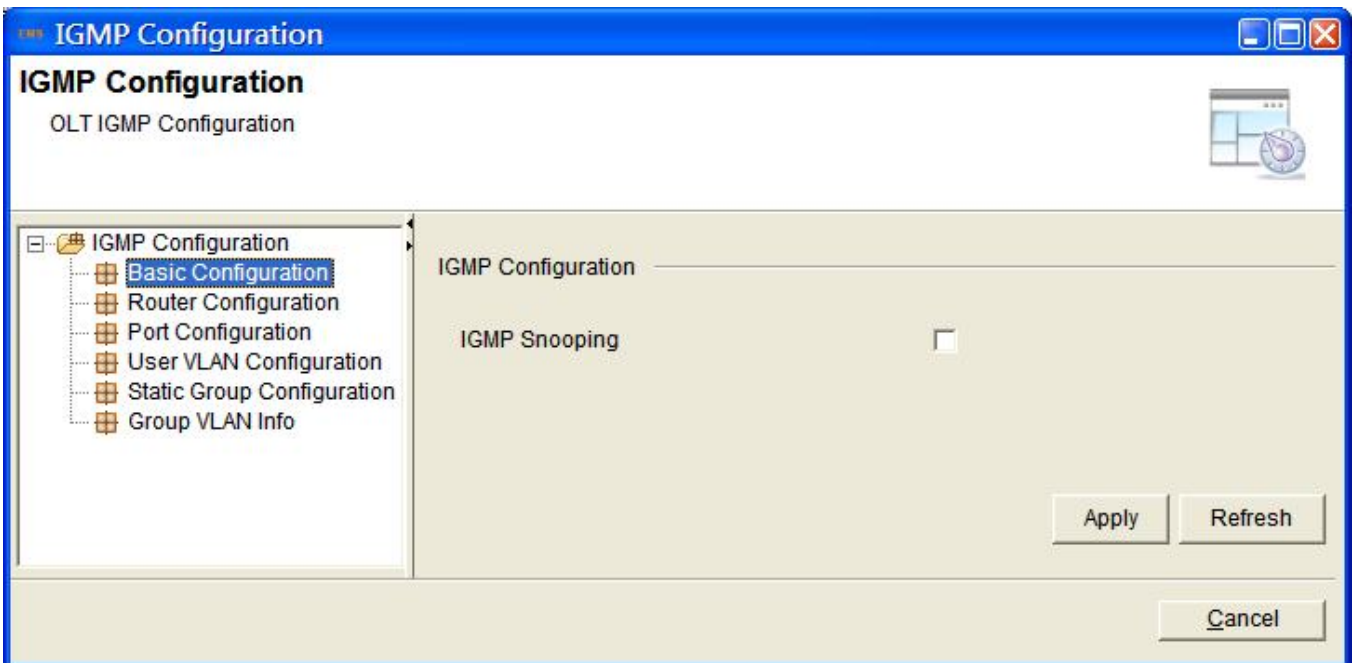 EMS IGMP Configuration
IGMP Configuration
OLT IGMP Configuration
IGMP Configuration
Basic Configuration
Router Configuration
Port Configuration
User VLAN Configuration
Static Group Configuration
Group VLAN Info
IGMP Configuration
IGMP Snooping
Apply Refresh
Cancel